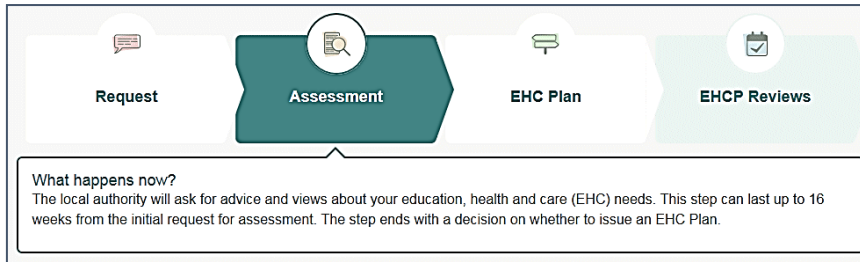 Request
Assessment
EHC Plan
EHCP Reviews
What happens now?
The local authority will ask for advice and views about your education, health and care (EHC) needs. This step can last up to 16
weeks from the initial request for assessment. The step ends with a decision on whether to issue an EHC Plan.